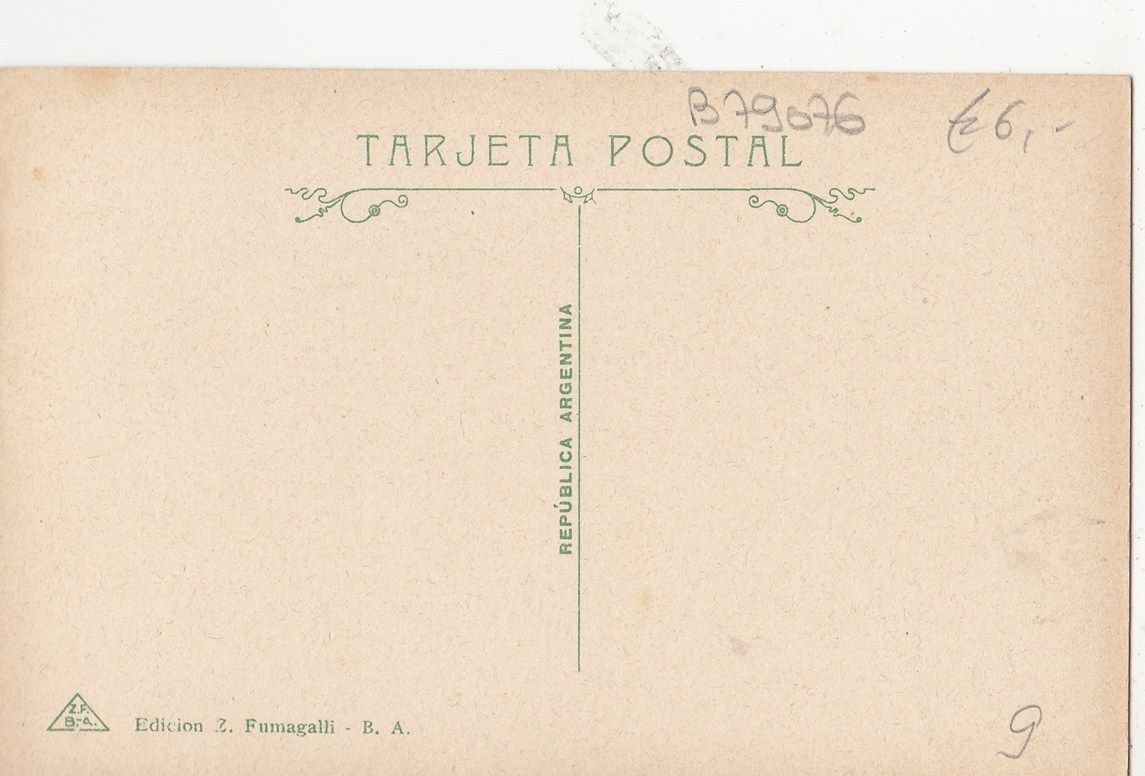 B79076 €6,-
TARJETA POSTAL
REPÚBLICA ARGENTINA
Z.F.
B.A.
Edicion Z. Fumagalli - B. A.
9